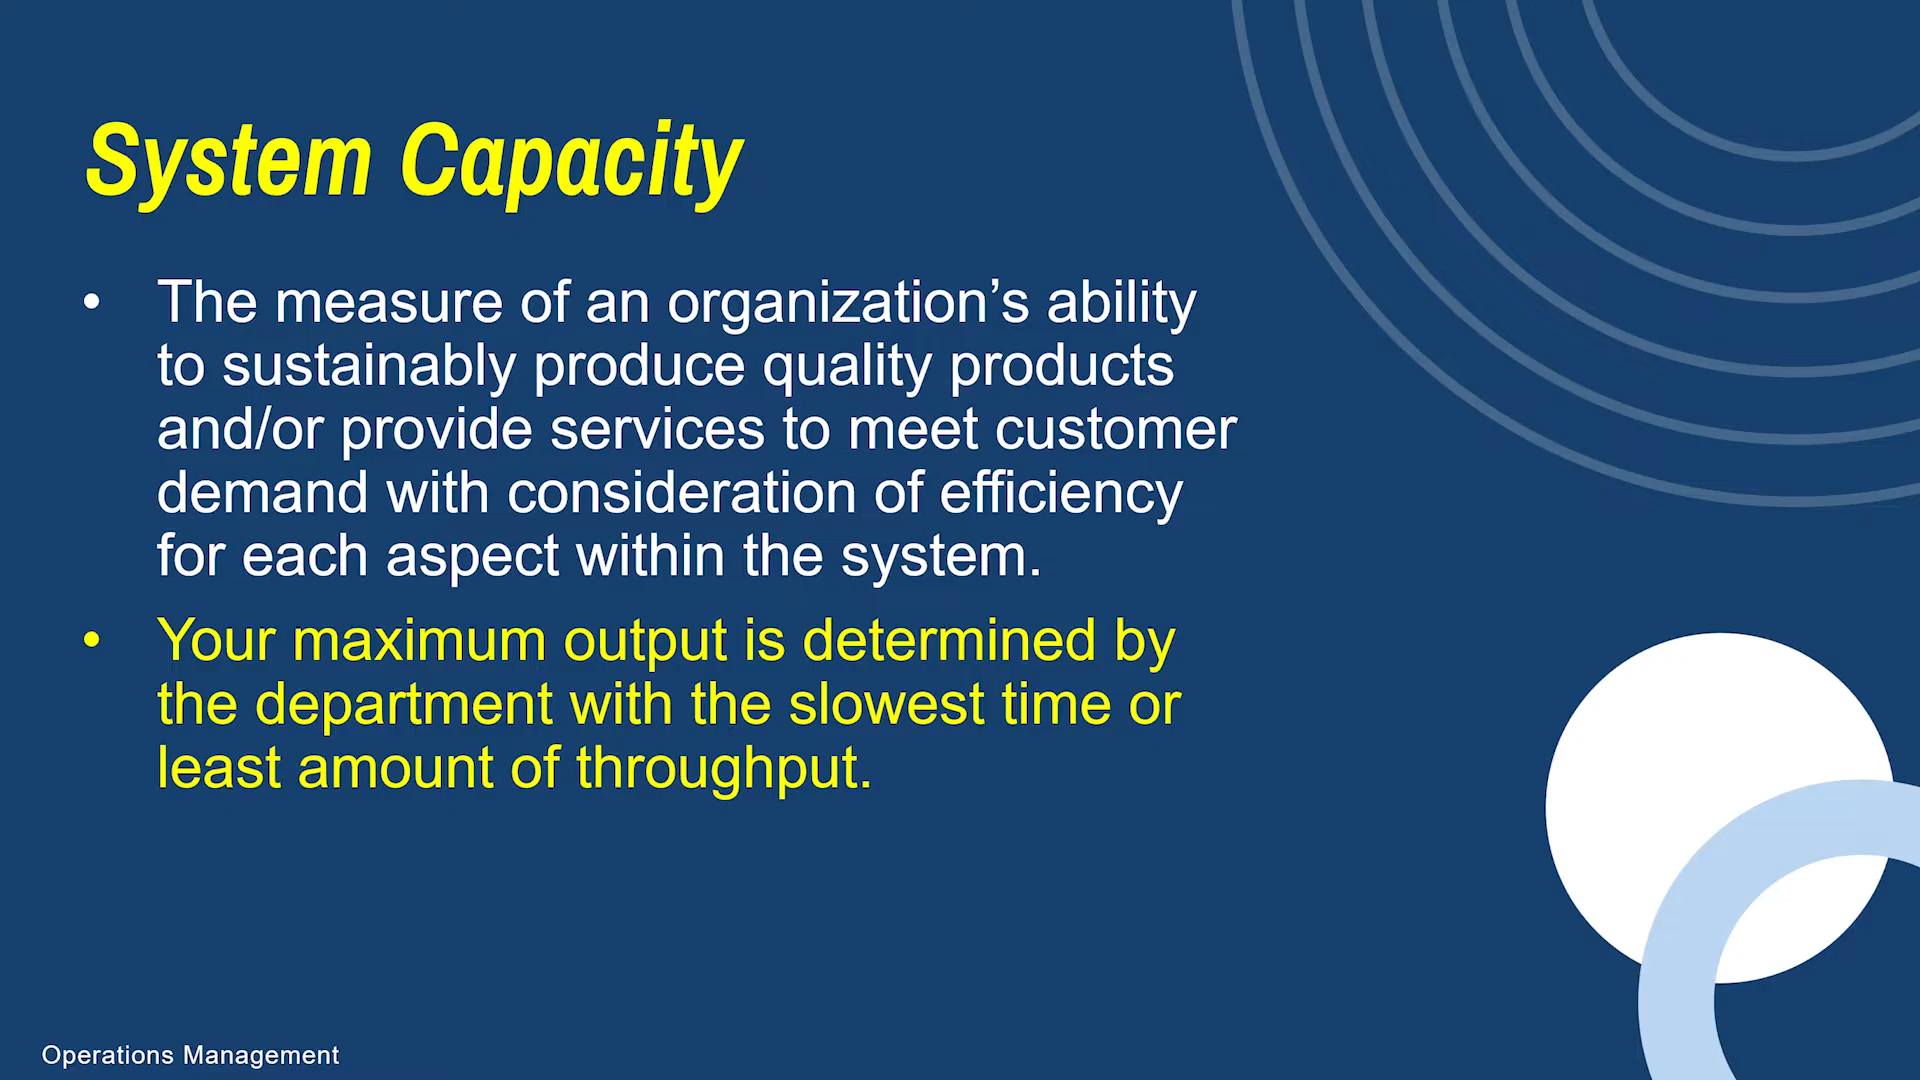 System Capacity
• The measure of an organization’s ability
to sustainably produce quality products
and/or provide services to meet customer
demand with consideration of efficiency
for each aspect within the system.
• Your maximum output is determined by
the department with the slowest time or
least amount of throughput.
Operations Management